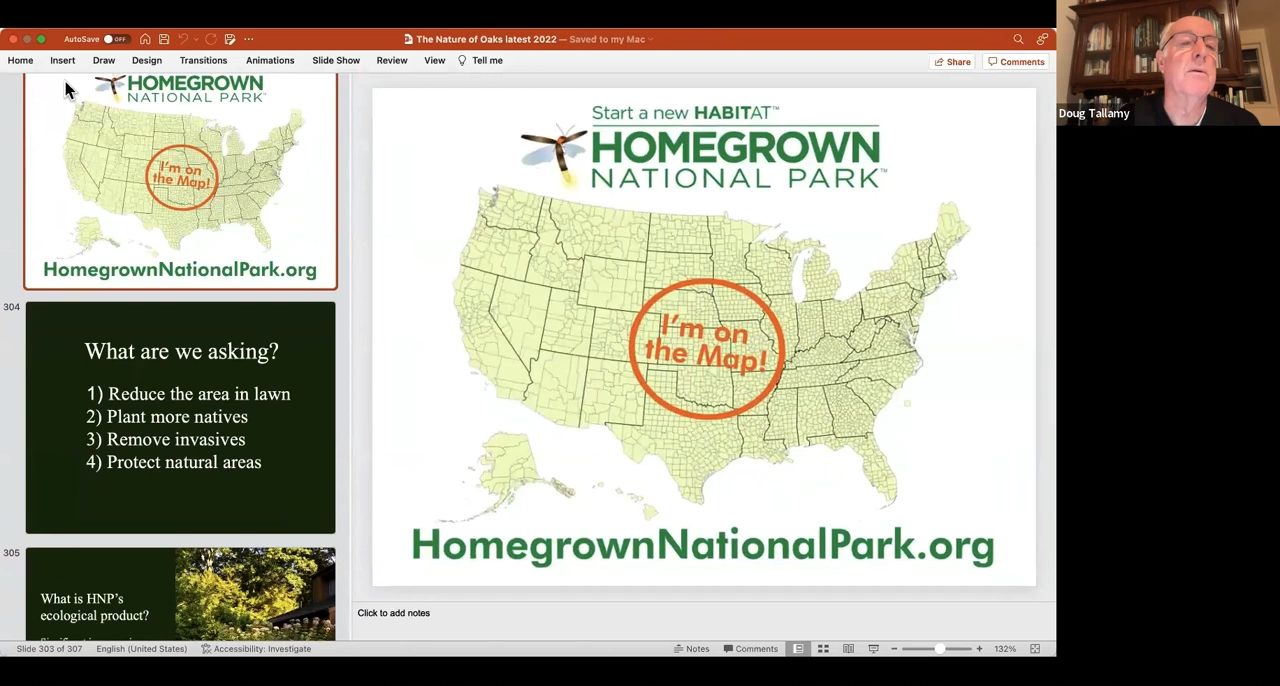 AutoSave OFF
The Nature of Oaks latest 2022 — Saved to my Mac
Home Insert Draw Design Transitions Animations Slide Show Review View Tell me
Share Comments
HOMEGROWN
NATIONAL PARK™
I'm on
the Map!
HomegrownNationalPark.org
304
What are we asking?
1) Reduce the area in lawn
2) Plant more natives
3) Remove invasives
4) Protect natural areas
305
What is HNP's
ecological product?
Start a new HABITAT™
HOMEGROWN
NATIONAL PARK™
I'm on
the Map!
HomegrownNationalPark.org
Click to add notes
Slide 303 of 307 English (United States) Accessibility: Investigate Notes Comments 132%
Doug Tallamy